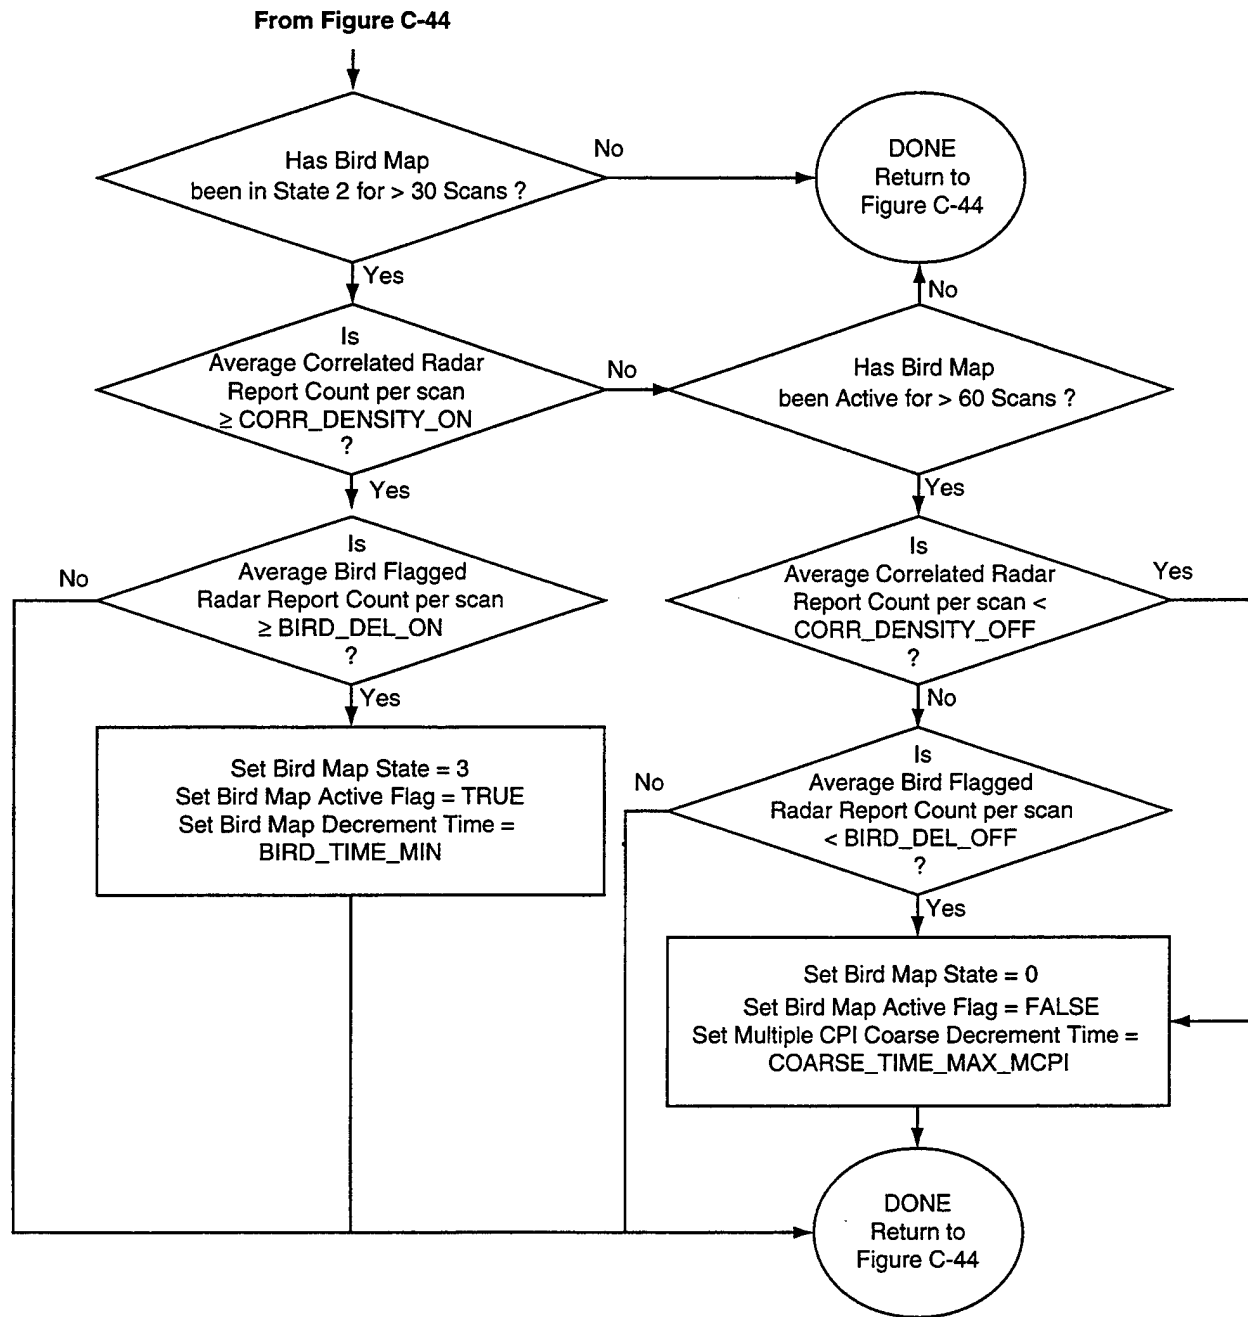 From Figure C-44
Has Bird Map
been in State 2 for > 30 Scans ?
No
DONE
Return to
Figure C-44
Yes
No
Is
Average Correlated Radar
Report Count per scan
≥ CORR_DENSITY_ON
?
No
Has Bird Map
been Active for > 60 Scans ?
Yes
Yes
Is
Average Bird Flagged
Radar Report Count per scan
≥ BIRD_DEL_ON
?
No
Is
Average Correlated Radar
Report Count per scan <
CORR_DENSITY_OFF
?
Yes
Yes
No
Set Bird Map State = 3
Set Bird Map Active Flag = TRUE
Set Bird Map Decrement Time =
BIRD_TIME_MIN
No
Is
Average Bird Flagged
Radar Report Count per scan
< BIRD_DEL_OFF
?
Yes
Set Bird Map State = 0
Set Bird Map Active Flag = FALSE
Set Multiple CPI Coarse Decrement Time =
COARSE_TIME_MAX_MCPI
DONE
Return to
Figure C-44